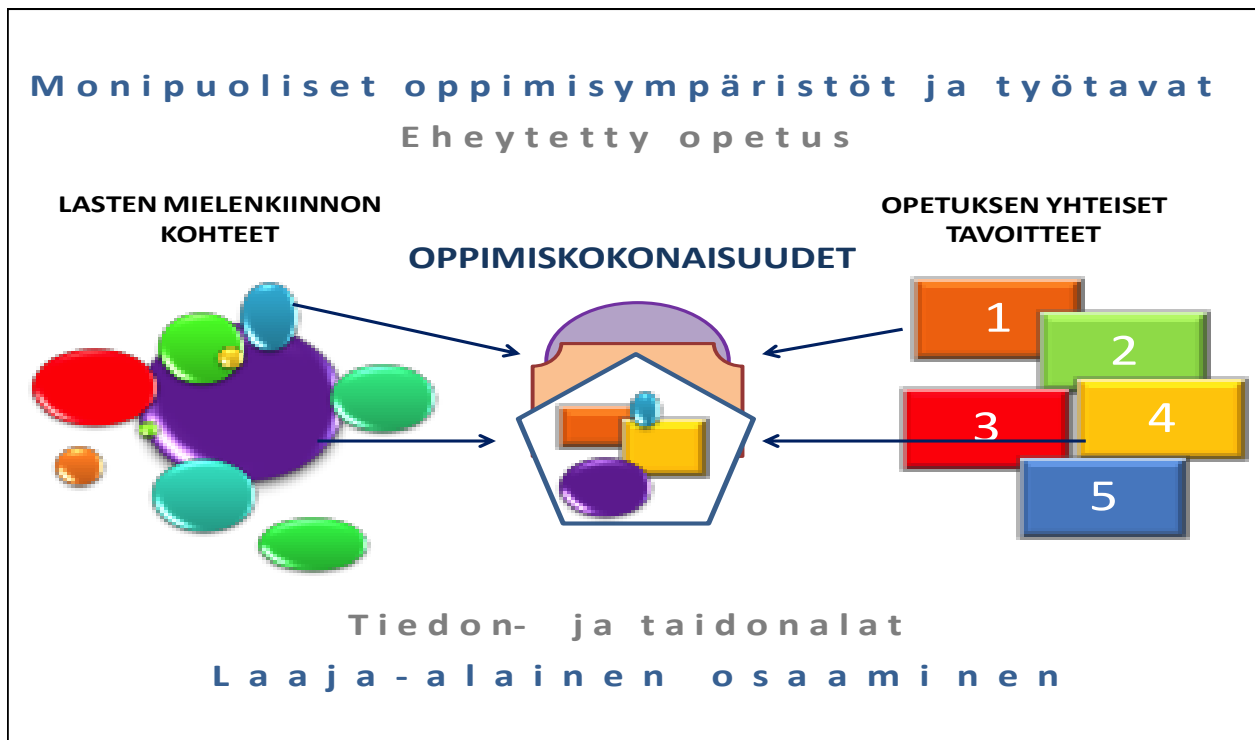 Monipuoliset oppimisympäristöt ja työtavat
Eheytetty opetus
LASTEN MIELENKIINNON
KOHTEET
OPETUKSEN YHTEISET
TAVOITTEET
OPPIMISKOKONAISUUDET
1
2
3
4
5
Tiedon- ja taidonalat
Laaja-alainen osaaminen